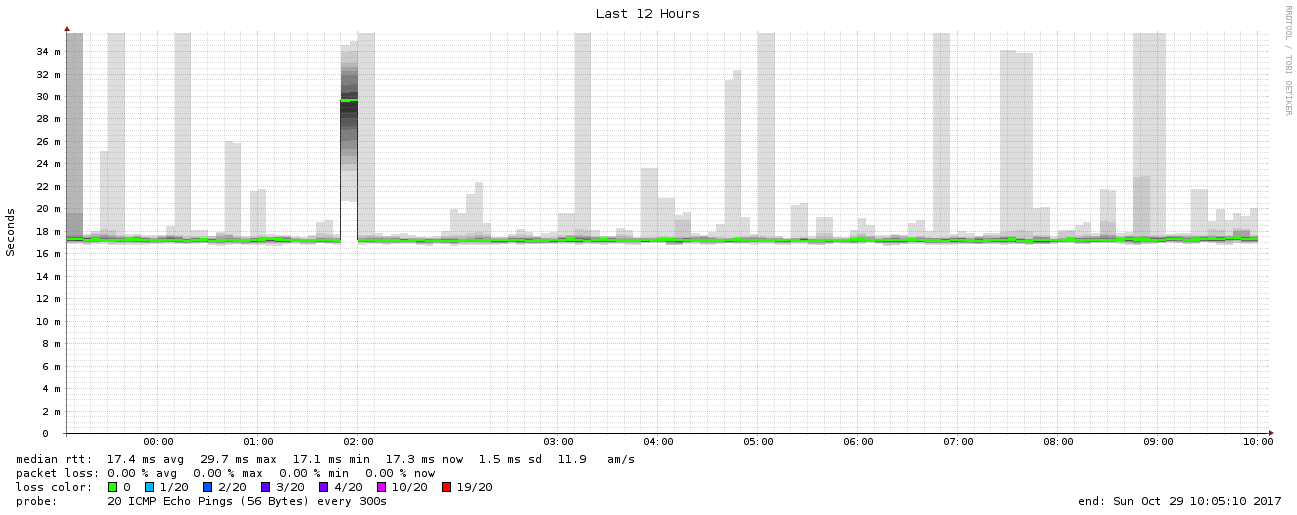 Last 12 Hours
RRDTOOL / TOBI OETIKER
Seconds
34 m
32 m
30 m
28 m
26 m
24 m
22 m
20 m
18 m
16 m
14 m
12 m
10 m
8 m
6 m
4 m
2 m
0
00:00 01:00 02:00 03:00 04:00 05:00 06:00 07:00 08:00 09:00 10:00
median rtt: 17.4 ms avg 29.7 ms max 17.1 ms min 17.3 ms now 1.5 ms sd 11.9 am/s
packet loss: 0.00 % avg 0.00 % max 0.00 % min 0.00 % now
loss color: 0 1/20 2/20 3/20 4/20 10/20 19/20
probe: 20 ICMP Echo Pings (56 Bytes) every 300s end: Sun Oct 29 10:05:10 2017